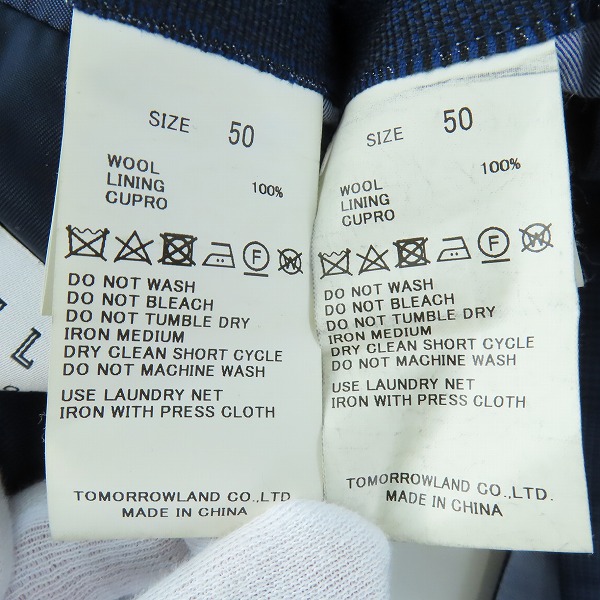 SIZE 50
WOOL
LINING 100%
CUPRO
F W
DO NOT WASH
DO NOT BLEACH
DO NOT TUMBLE DRY
IRON MEDIUM
DRY CLEAN SHORT CYCLE
DO NOT MACHINE WASH
USE LAUNDRY NET
IRON WITH PRESS CLOTH
TOMORROWLAND CO.,LTD.
MADE IN CHINA
SIZE 50
WOOL 100%
LINING
CUPRO
F W
DO NOT WASH
DO NOT BLEACH
DO NOT TUMBLE DRY
IRON MEDIUM
DRY CLEAN SHORT CYCLE
DO NOT MACHINE WASH
USE LAUNDRY NET
IRON WITH PRESS CLOTH
TOMORROWLAND CO.,LTD.
MADE IN CHINA